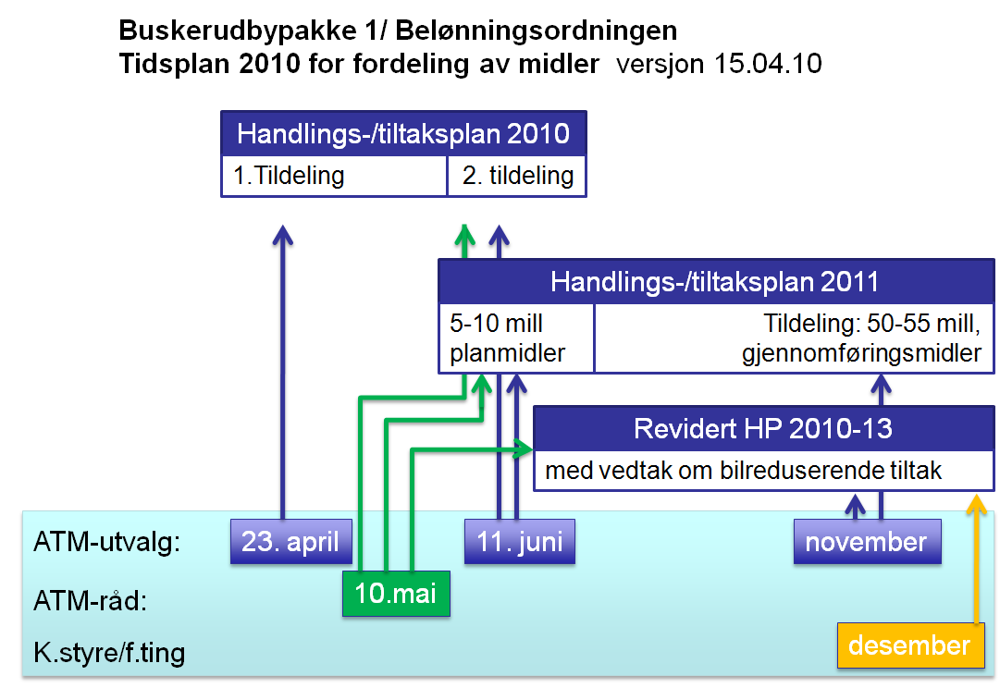 Buskerudbypakke 1/ Belønningsordningen
Tidsplan 2010 for fordeling av midler versjon 15.04.10
Handlings-/tiltaksplan 2010
1.Tildeling
2. tildeling
Handlings-/tiltaksplan 2011
5-10 mill
planmidler
Tildeling: 50-55 mill,
gjennomføringsmidler
Revidert HP 2010-13
med vedtak om bilreduserende tiltak
ATM-utvalg:
23. april
11. juni
november
ATM-råd:
10.mai
K.styre/f.ting
desember